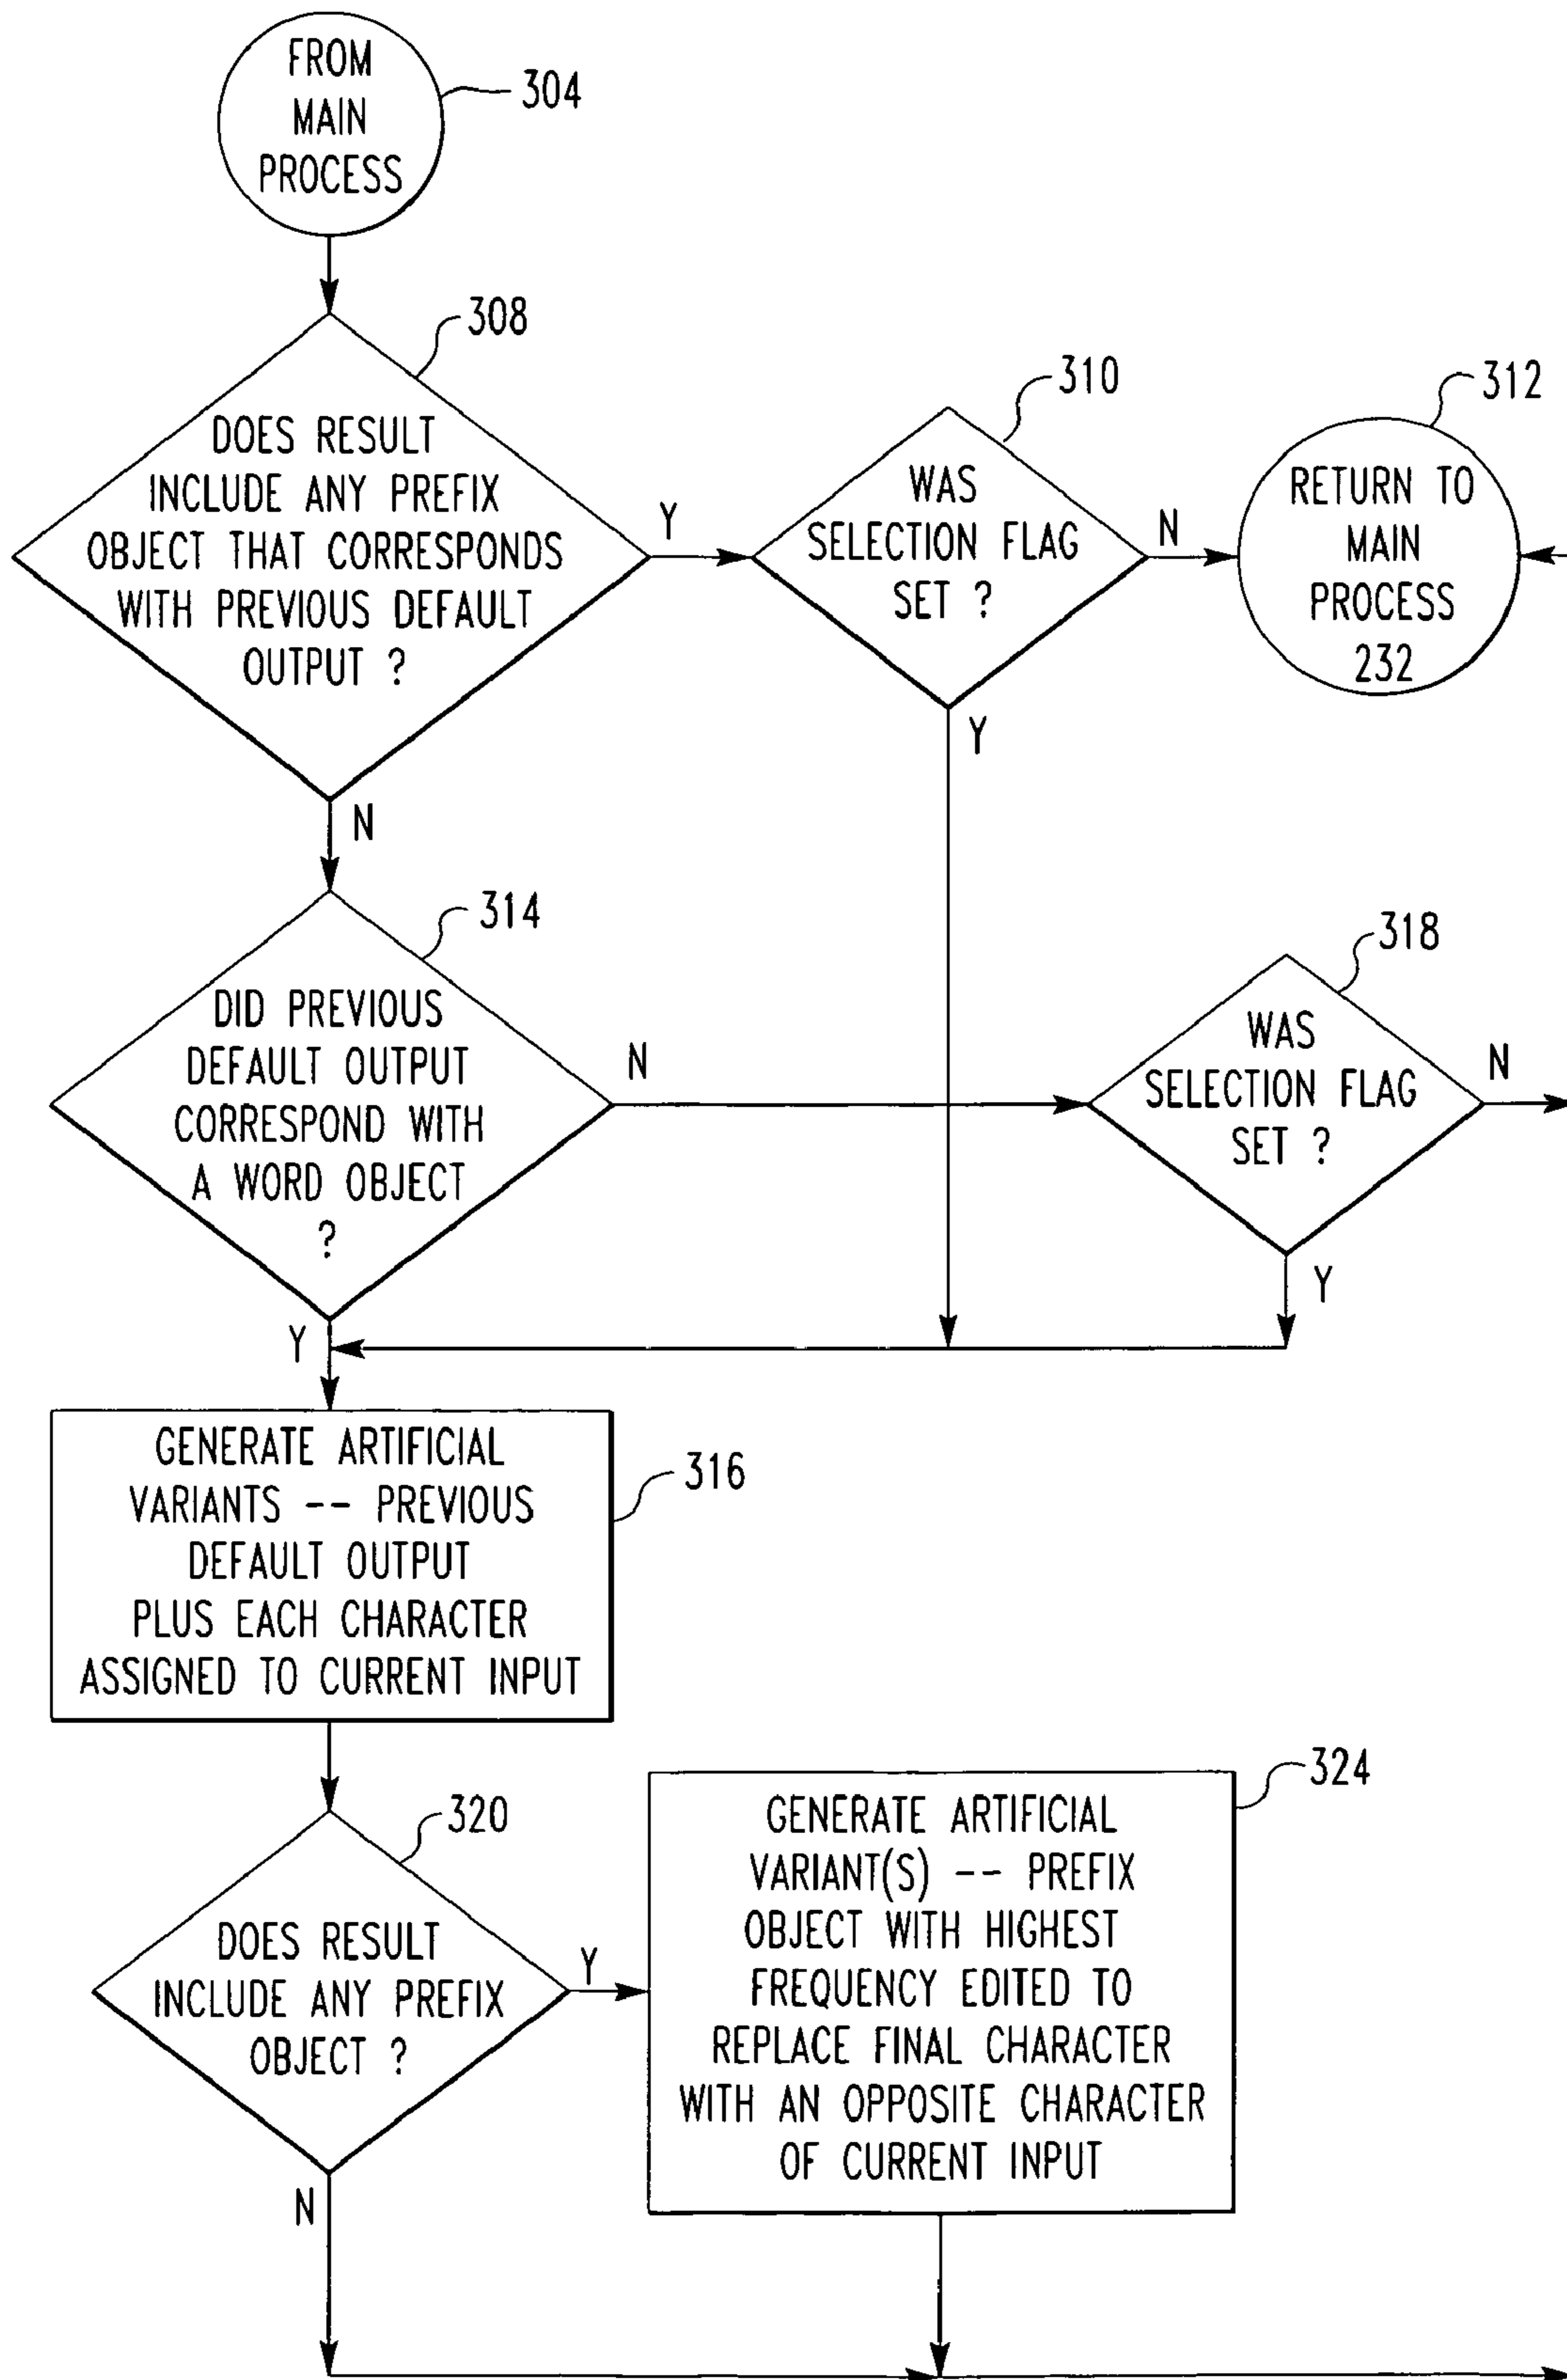 FROM
MAIN
PROCESS
304
308
DOES RESULT
INCLUDE ANY PREFIX
OBJECT THAT CORRESPONDS
WITH PREVIOUS DEFAULT
OUTPUT ?
Y
N
310
WAS
SELECTION FLAG
SET ?
N
Y
312
RETURN TO
MAIN
PROCESS
232
314
DID PREVIOUS
DEFAULT OUTPUT
CORRESPOND WITH
A WORD OBJECT
?
N
Y
318
WAS
SELECTION FLAG
SET ?
N
Y
316
GENERATE ARTIFICIAL
VARIANTS -- PREVIOUS
DEFAULT OUTPUT
PLUS EACH CHARACTER
ASSIGNED TO CURRENT INPUT
320
DOES RESULT
INCLUDE ANY PREFIX
OBJECT ?
Y
N
324
GENERATE ARTIFICIAL
VARIANT(S) -- PREFIX
OBJECT WITH HIGHEST
FREQUENCY EDITED TO
REPLACE FINAL CHARACTER
WITH AN OPPOSITE CHARACTER
OF CURRENT INPUT